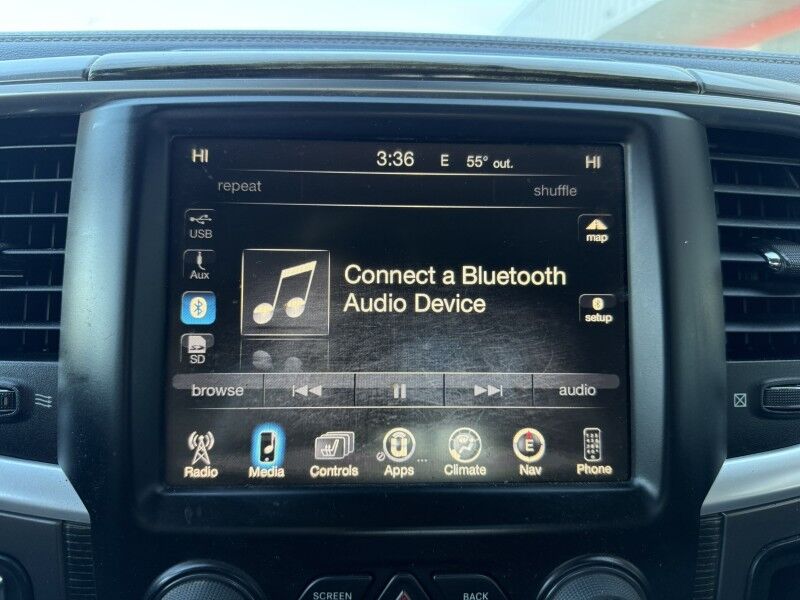 HI 3:36 E 55° out. HI
repeat shuffle
USB
map
Aux
Connect a Bluetooth
Audio Device
setup
SD
browse audio
Radio Media Controls Apps ... Climate E Nav Phone
SCREEN BACK